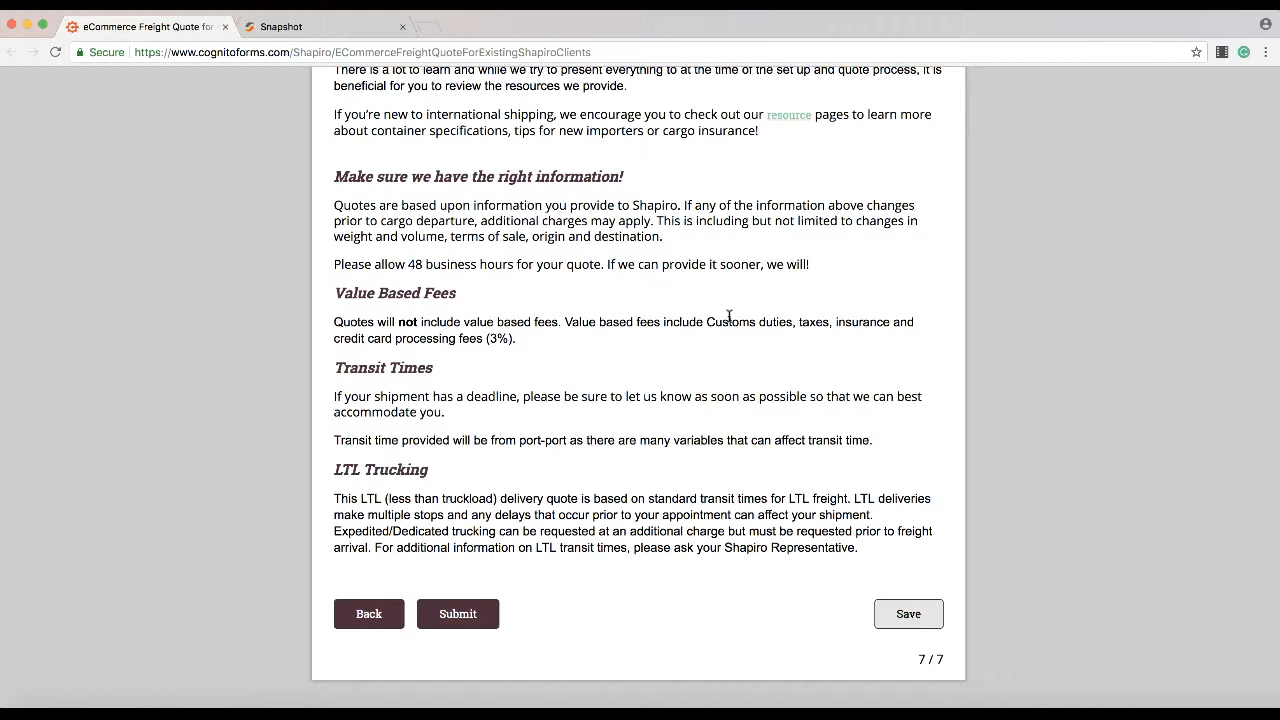 eCommerce Freight Quote for
Snapshot
Secure https://www.cognitoforms.com/Shapiro/ECommerceFreightQuoteForExistingShapiroClients
There is a lot to learn and while we try to present everything to at the time of the set up and quote process, it is
beneficial for you to review the resources we provide.
If you're new to international shipping, we encourage you to check out our resource pages to learn more
about container specifications, tips for new importers or cargo insurance!
Make sure we have the right information!
Quotes are based upon information you provide to Shapiro. If any of the information above changes
prior to cargo departure, additional charges may apply. This is including but not limited to changes in
weight and volume, terms of sale, origin and destination.
Please allow 48 business hours for your quote. If we can provide it sooner, we will!
Value Based Fees
Quotes will not include value based fees. Value based fees include Customs duties, taxes, insurance and
credit card processing fees (3%).
Transit Times
If your shipment has a deadline, please be sure to let us know as soon as possible so that we can best
accommodate you.
Transit time provided will be from port-port as there are many variables that can affect transit time.
LTL Trucking
This LTL (less than truckload) delivery quote is based on standard transit times for LTL freight. LTL deliveries
make multiple stops and any delays that occur prior to your appointment can affect your shipment.
Expedited/Dedicated trucking can be requested at an additional charge but must be requested prior to freight
arrival. For additional information on LTL transit times, please ask your Shapiro Representative.
Back Submit Save
7 / 7